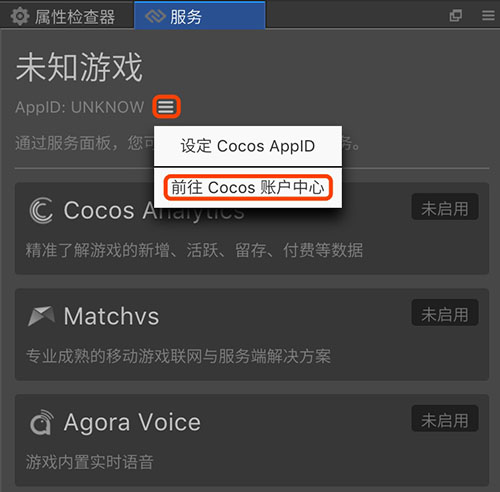 属性检查器
服务
未知游戏
AppID: UNKNOW
通过服务面板，您可
务。
设定 Cocos AppID
前往 Cocos 账户中心
Cocos Analytics
未启用
精准了解游戏的新增、活跃、留存、付费等数据
Matchvs
未启用
专业成熟的移动游戏联网与服务端解决方案
Agora Voice
未启用
游戏内置实时语音